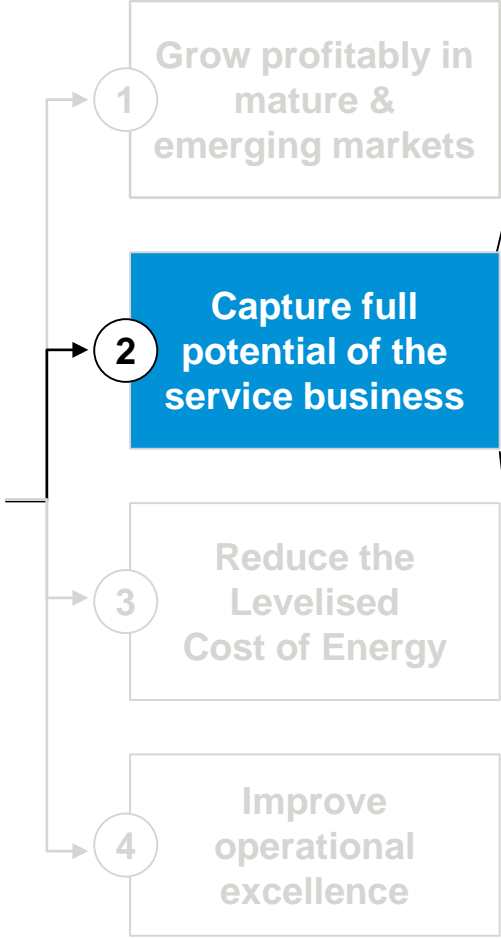 1
Grow profitably in
mature &
emerging markets
2
Capture full
potential of the
service business
3
Reduce the
Levelised
Cost of Energy
4
Improve
operational
excellence